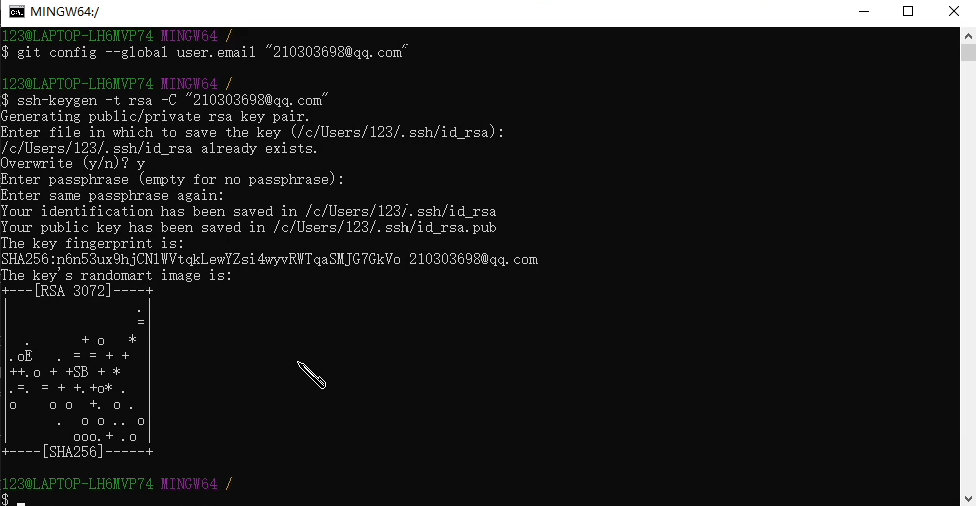 MINGW64:/
123@LAPTOP-LH6MVP74 MINGW64 /
$ git config --global user.email "210303698@qq.com"
123@LAPTOP-LH6MVP74 MINGW64 /
$ ssh-keygen -t rsa -C "210303698@qq.com"
Generating public/private rsa key pair.
Enter file in which to save the key (/c/Users/123/.ssh/id_rsa):
/c/Users/123/.ssh/id_rsa already exists.
Overwrite (y/n)? y
Enter passphrase (empty for no passphrase):
Enter same passphrase again:
Your identification has been saved in /c/Users/123/.ssh/id_rsa
Your public key has been saved in /c/Users/123/.ssh/id_rsa.pub
The key fingerprint is:
SHA256:n6n53ux9hjCN1WVtqkLewYZsi4wyvRWTqaSMJG7GkVo 210303698@qq.com
The key's randomart image is:
+---[RSA 3072]----+
|                .|
|                =|
|  .      + o   * |
|.oE   . = = + +  |
|++.o + +SB + *   |
|.=. = + +.+o* .  |
|o    o o  +. o . |
|      .  o o .. o|
|        ooo.+ .o |
+----[SHA256]-----+
123@LAPTOP-LH6MVP74 MINGW64 /
$